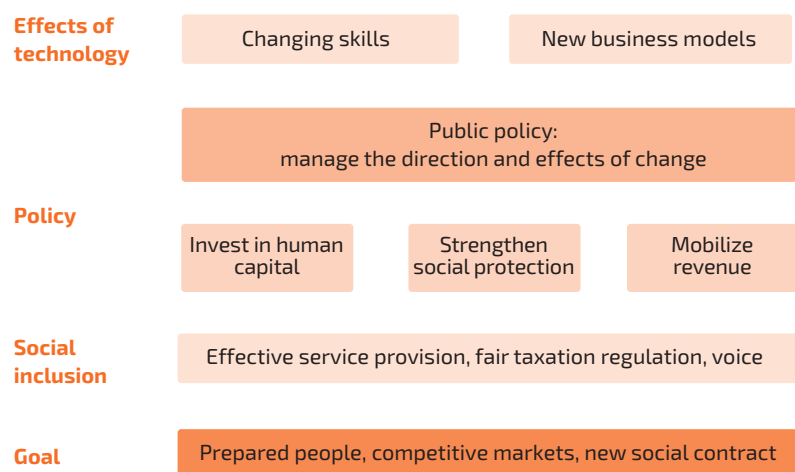 Effects of
technology
Changing skills
New business models
Public policy:
manage the direction and effects of change
Policy
Invest in human
capital
Strengthen
social protection
Mobilize
revenue
Social
inclusion
Effective service provision, fair taxation regulation, voice
Goal
Prepared people, competitive markets, new social contract